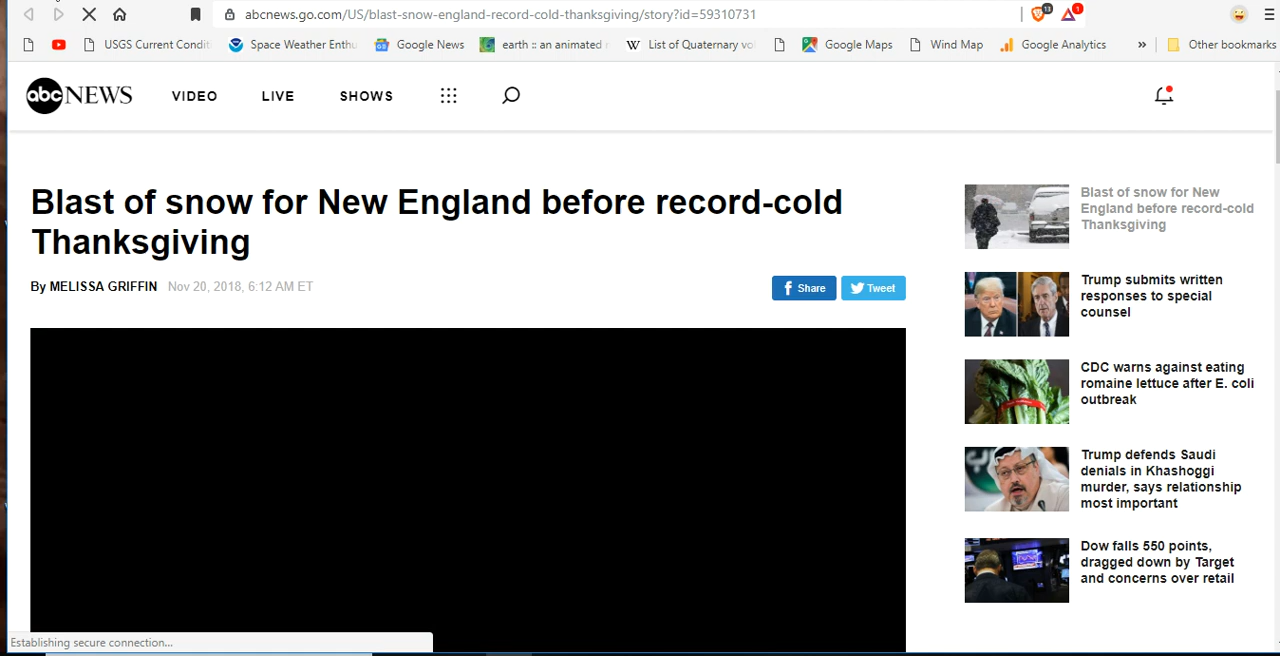 abcnews.go.com/US/blast-snow-england-record-cold-thanksgiving/story?id=59310731
13
1
USGS Current Conditi
Space Weather Enthu
Google News
earth :: an animated
W List of Quaternary vo
Google Maps
Wind Map
Google Analytics
»
Other bookmarks
abc NEWS
VIDEO
LIVE
SHOWS
Blast of snow for New England before record-cold
Thanksgiving
By MELISSA GRIFFIN Nov 20, 2018, 6:12 AM ET
f Share
Tweet
Blast of snow for New
England before record-cold
Thanksgiving
Trump submits written
responses to special
counsel
CDC warns against eating
romaine lettuce after E. coli
outbreak
Trump defends Saudi
denials in Khashoggi
murder, says relationship
most important
Dow falls 550 points,
dragged down by Target
and concerns over retail
Establishing secure connection...